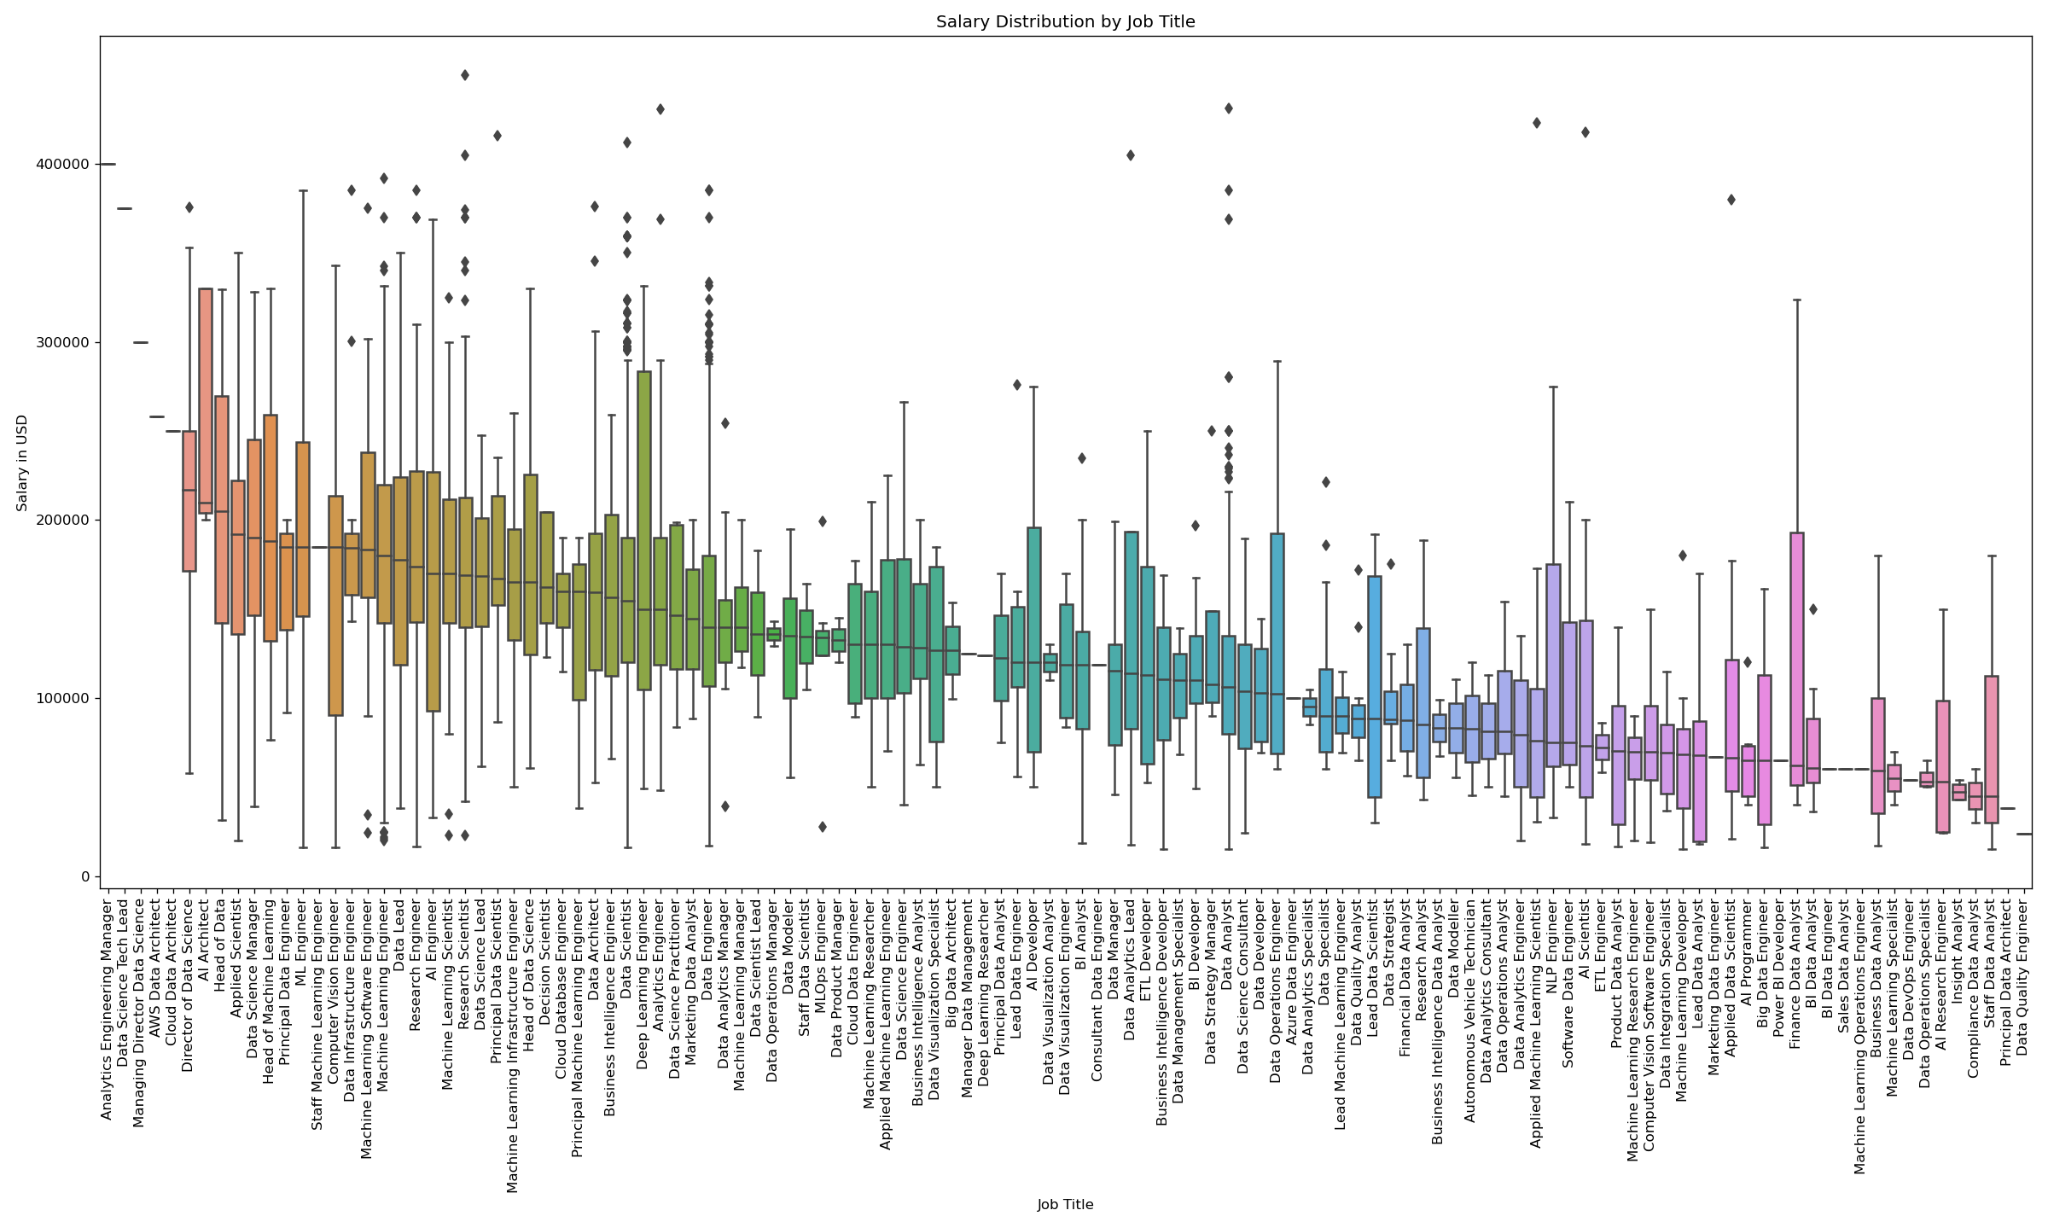 Salary Distribution by Job Title
Salary in USD
400000
300000
200000
100000
0
Analytics Engineering Manager
Data Science Tech Lead
Managing Director Data Science
AWS Data Architect
Cloud Data Architect
Director of Data Science
AI Architect
Head of Data
Applied Scientist
Data Science Manager
Head of Machine Learning
Principal Data Engineer
ML Engineer
Staff Machine Learning Engineer
Computer Vision Engineer
Data Infrastructure Engineer
Machine Learning Software Engineer
Machine Learning Engineer
Data Lead
Research Engineer
AI Engineer
Machine Learning Scientist
Research Scientist
Data Science Lead
Principal Data Scientist
Machine Learning Infrastructure Engineer
Head of Data Science
Decision Scientist
Cloud Database Engineer
Principal Machine Learning Engineer
Data Architect
Business Intelligence Engineer
Data Scientist
Deep Learning Engineer
Analytics Engineer
Data Science Practitioner
Marketing Data Analyst
Data Engineer
Data Analytics Manager
Machine Learning Manager
Data Scientist Lead
Data Operations Manager
Data Modeler
Staff Data Scientist
MLOps Engineer
Data Product Manager
Cloud Data Engineer
Machine Learning Researcher
Applied Machine Learning Engineer
Data Science Engineer
Business Intelligence Analyst
Data Visualization Specialist
Big Data Architect
Manager Data Management
Deep Learning Researcher
Principal Data Analyst
Lead Data Engineer
AI Developer
Data Visualization Analyst
Data Visualization Engineer
BI Analyst
Consultant Data Engineer
Data Manager
Data Analytics Lead
ETL Developer
Business Intelligence Developer
Data Management Specialist
BI Developer
Data Strategy Manager
Data Analyst
Data Science Consultant
Data Developer
Data Operations Engineer
Azure Data Engineer
Data Analytics Specialist
Data Specialist
Lead Machine Learning Engineer
Data Quality Analyst
Lead Data Scientist
Data Strategist
Financial Data Analyst
Research Analyst
Business Intelligence Data Analyst
Data Modeller
Autonomous Vehicle Technician
Data Analytics Consultant
Data Operations Analyst
Data Analytics Engineer
Applied Machine Learning Scientist
NLP Engineer
Software Data Engineer
AI Scientist
ETL Engineer
Product Data Analyst
Machine Learning Research Engineer
Computer Vision Software Engineer
Data Integration Specialist
Machine Learning Developer
Lead Data Analyst
Marketing Data Engineer
Applied Data Scientist
AI Programmer
Big Data Engineer
Power BI Developer
Finance Data Analyst
BI Data Analyst
BI Data Engineer
Sales Data Analyst
Machine Learning Operations Engineer
Business Data Analyst
Machine Learning Specialist
Data DevOps Engineer
Data Operations Specialist
AI Research Engineer
Insight Analyst
Compliance Data Analyst
Staff Data Analyst
Principal Data Architect
Data Quality Engineer
Job Title